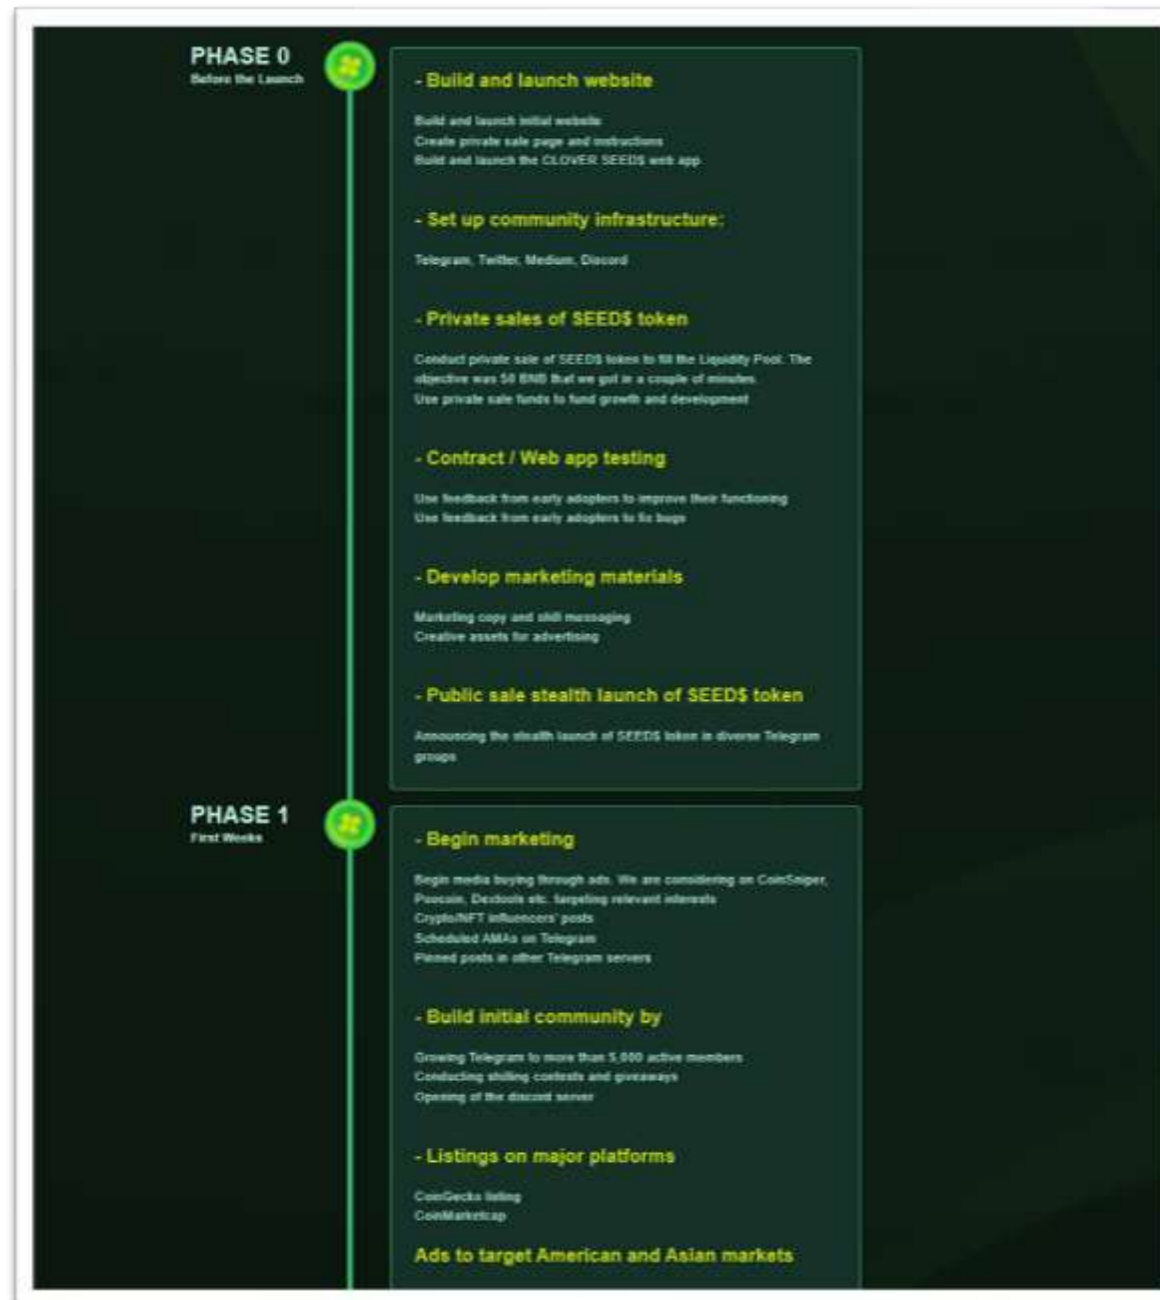 PHASE 0
Before the Launch
- Build and launch website
Build and launch initial website
Create private sale page and instructions
Build and launch the CLOVER SEED$ web app
- Set up community infrastructure:
Telegram, Twitter, Medium, Discord
- Private sales of SEED$ token
Conduct private sale of SEED$ token to fill the Liquidity Pool. The
objective was 50 BNB that we got in a couple of minutes.
Use private sale funds to fund growth and development
- Contract / Web app testing
Use feedback from early adopters to improve their functioning
Use feedback from early adopters to fix bugs
- Develop marketing materials
Marketing copy and shill messaging
Creative assets for advertising
- Public sale stealth launch of SEED$ token
Announcing the stealth launch of SEED$ token in diverse Telegram
groups
PHASE 1
First Weeks
- Begin marketing
Begin media buying through ads. We are considering on CoinSniper,
Poocoin, Dextools etc. targeting relevant interests
Crypto/NFT influencers' posts
Scheduled AMAs on Telegram
Pinned posts in other Telegram servers
- Build initial community by
Growing Telegram to more than 5,000 active members
Conducting shilling contests and giveaways
Opening of the discord server
- Listings on major platforms
CoinGecko listing
CoinMarketcap
Ads to target American and Asian markets